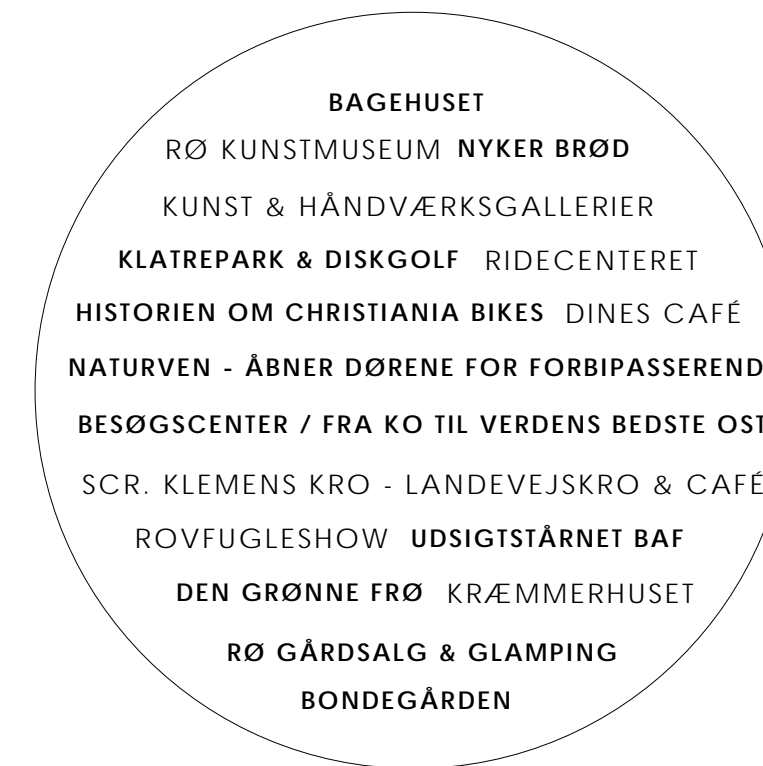 BAGEHUSET
RØ KUNSTMUSEUM NYKER BRØD
KUNST & HÅNDVÆRKSGALLERIER
KLATREPARK & DISKGOLF RIDECENTERET
HISTORIEN OM CHRISTIANIA BIKES DINES CAFÉ
NATURVEN - ÅBNER DØRENE FOR FORBIPASSEREND
BESØGSCENTER / FRA KO TIL VERDENS BEDSTE OST
SCR. KLEMENS KRO - LANDEVEJSKRO & CAFÉ
ROVFUGLESHOW UDSIGTSTÅRNET BAF
DEN GRØNNE FRØ KRÆMMERHUSET
RØ GÅRDSALG & GLAMPING
BONDEGÅRDEN